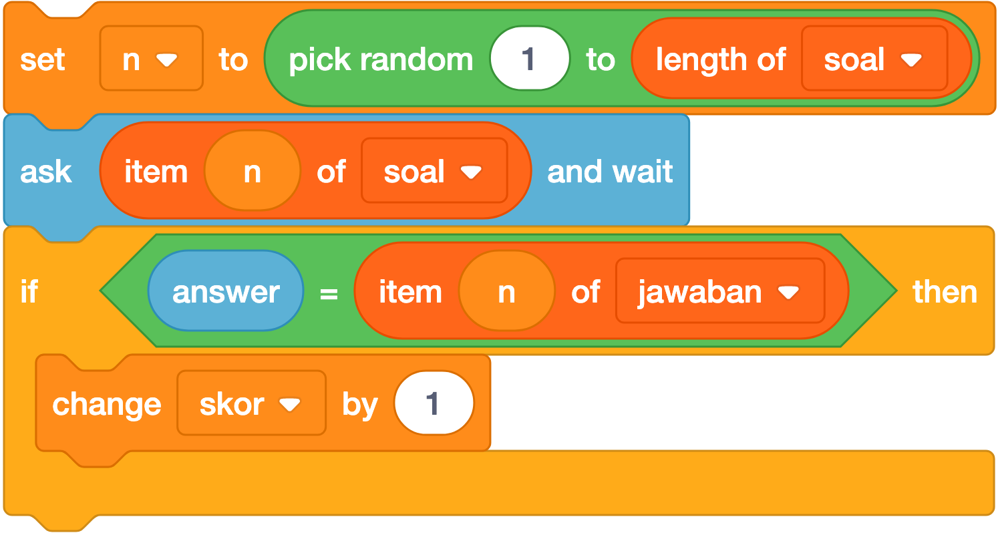 set n to pick random 1 to length of soal
ask item n of soal and wait
if answer = item n of jawaban then
change skor by 1